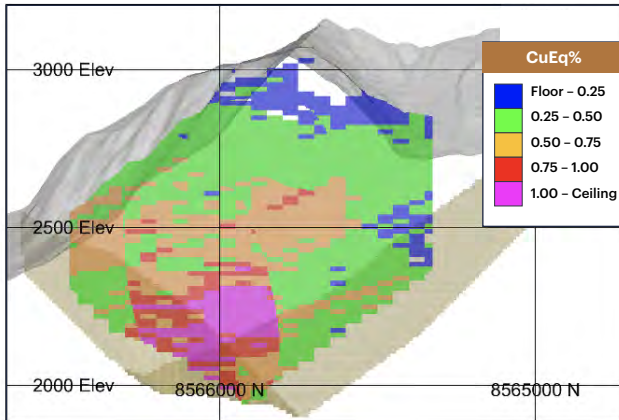 3000 Elev
CuEq%
Floor – 0.25
0.25 – 0.50
0.50 – 0.75
0.75 – 1.00
1.00 – Ceiling
2500 Elev
2000 Elev
8566000 N
8565000 N